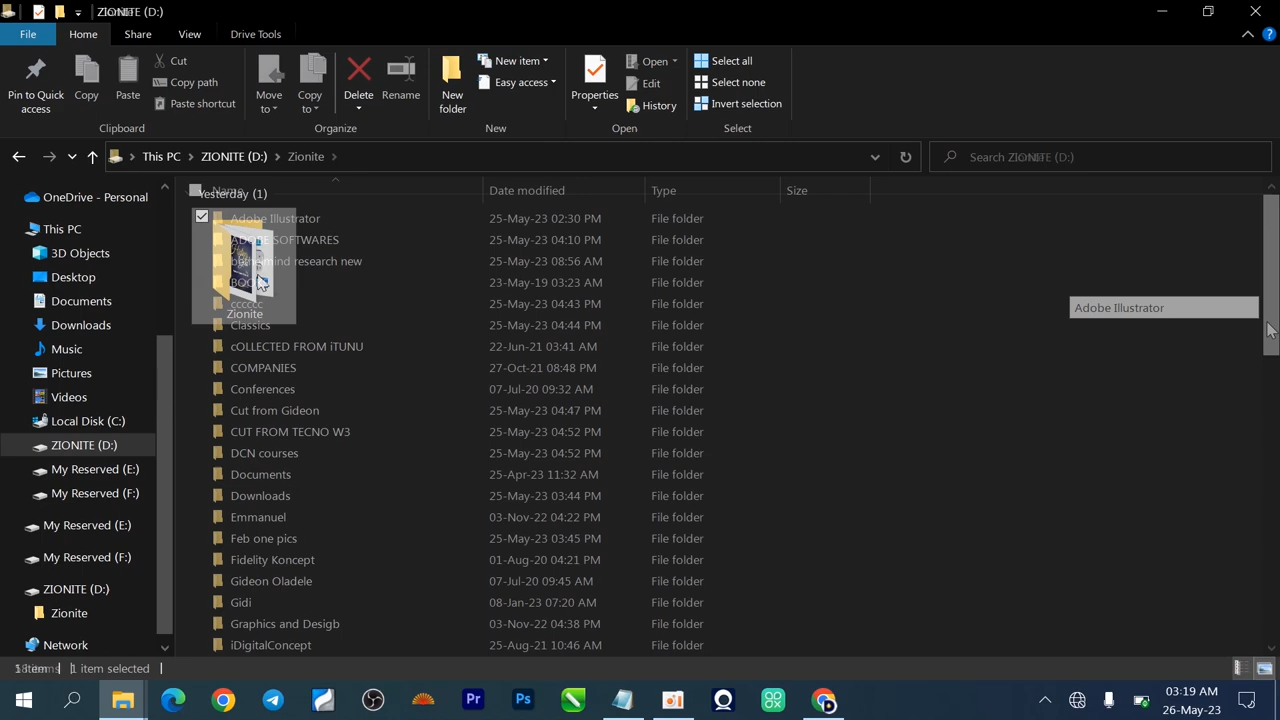 ZIONITE (D:)
File Home Share View Drive Tools
Pin to Quick access
Copy
Paste
Cut
Copy path
Paste shortcut
Clipboard
Move to
Copy to
Delete
Rename
Organize
New folder
New item
Easy access
New
Properties
Open
Edit
History
Open
Select all
Select none
Invert selection
Select
This PC ZIONITE (D:) Zionite
Search ZIONITE (D:)
OneDrive - Personal
This PC
3D Objects
Desktop
Documents
Downloads
Music
Pictures
Videos
Local Disk (C:)
ZIONITE (D:)
My Reserved (E:)
My Reserved (F:)
My Reserved (E:)
My Reserved (F:)
ZIONITE (D:)
Zionite
Network
Name Date modified Type Size
Yesterday (1)
Zionite
Adobe Illustrator 25-May-23 02:30 PM File folder
ADOBE SOFTWARES 25-May-23 04:10 PM File folder
research new 25-May-23 08:56 AM File folder
23-May-19 03:23 AM File folder
cccccc 25-May-23 04:43 PM File folder
Classics 25-May-23 04:44 PM File folder
cOLLECTED FROM iTUNU 22-Jun-21 03:41 AM File folder
COMPANIES 27-Oct-21 08:48 PM File folder
Conferences 07-Jul-20 09:32 AM File folder
Cut from Gideon 25-May-23 04:47 PM File folder
CUT FROM TECNO W3 25-May-23 04:52 PM File folder
DCN courses 25-May-23 04:52 PM File folder
Documents 25-Apr-23 11:32 AM File folder
Downloads 25-May-23 03:44 PM File folder
Emmanuel 03-Nov-22 04:22 PM File folder
Feb one pics 25-May-23 03:45 PM File folder
Fidelity Koncept 01-Aug-20 04:21 PM File folder
Gideon Oladele 07-Jul-20 09:45 AM File folder
Gidi 08-Jan-23 07:20 AM File folder
Graphics and Desigb 03-Nov-22 04:38 PM File folder
iDigitalConcept 25-Aug-21 10:46 AM File folder
Adobe Illustrator
1 item selected
Pr
Ps
03:19 AM
26-May-23